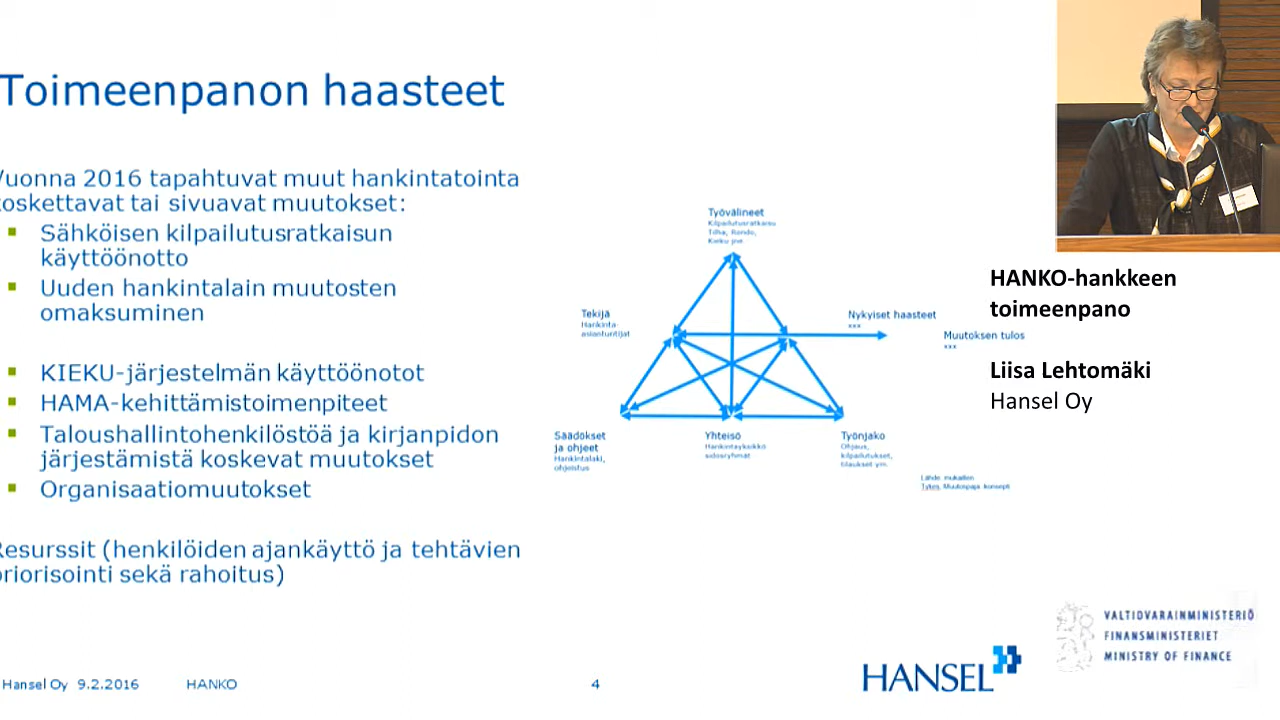 Toimeenpanon haasteet
Vuonna 2016 tapahtuvat muut hankintatointa
koskettavat tai sivuavat muutokset:
Sähköisen kilpailutusratkaisun
käyttöönotto
Uuden hankintalain muutosten
omaksuminen
KIEKU-järjestelmän käyttöönotot
HAMA-kehittämistoimenpiteet
Taloushallintohenkilöstöä ja kirjanpidon
järjestämistä koskevat muutokset
Organisaatiomuutokset
Resurssit (henkilöiden ajankäyttö ja tehtävien
priorisointi sekä rahoitus)
Työvälineet
Kilpailutusratkaisu
Tilha, Rondo,
Kieku jne
Tekijä
Hankinta-
asiantuntijat
Nykyiset haasteet
xxx
Muutoksen tulos
xxx
Säädökset
ja ohjeet
Hankintalaki,
ohjeistus
Yhteisö
Hankintayksikkö
sidosryhmät
Työnjako
Ohjaus,
kilpailutukset,
tilaukset ym.
Lähde: mukaillen
Tykes, Muutospaja konsepti
HANKO-hankkeen
toimeenpano
Liisa Lehtomäki
Hansel Oy
Hansel Oy 9.2.2016
HANKO
4
HANSEL
VALTIOVARAINMINISTERIÖ
FINANSMINISTERIET
MINISTRY OF FINANCE